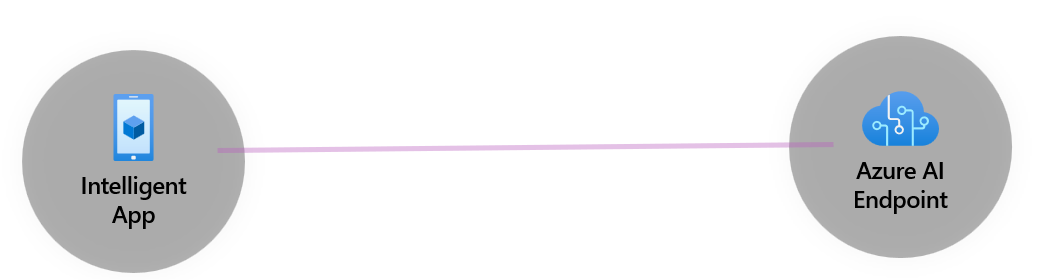 Intelligent
App
Azure AI
Endpoint